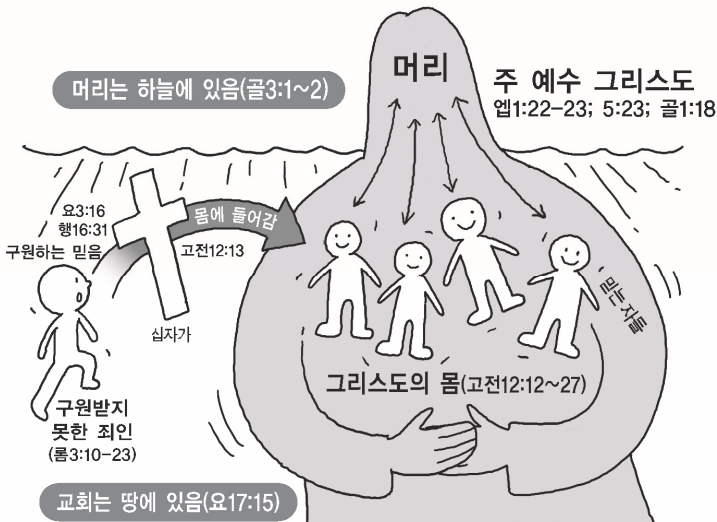 머리
주 예수 그리스도
엡1:22-23; 5:23; 골1:18
머리는 하늘에 있음(골3:1~2)
요3:16
행16:31
구원하는 믿음
몸에 들어감
고전12:13
십자가
믿는 자들
그리스도의 몸(고전12:12~27)
구원받지
못한 죄인
(롬3:10-23)
교회는 땅에 있음(요17:15)